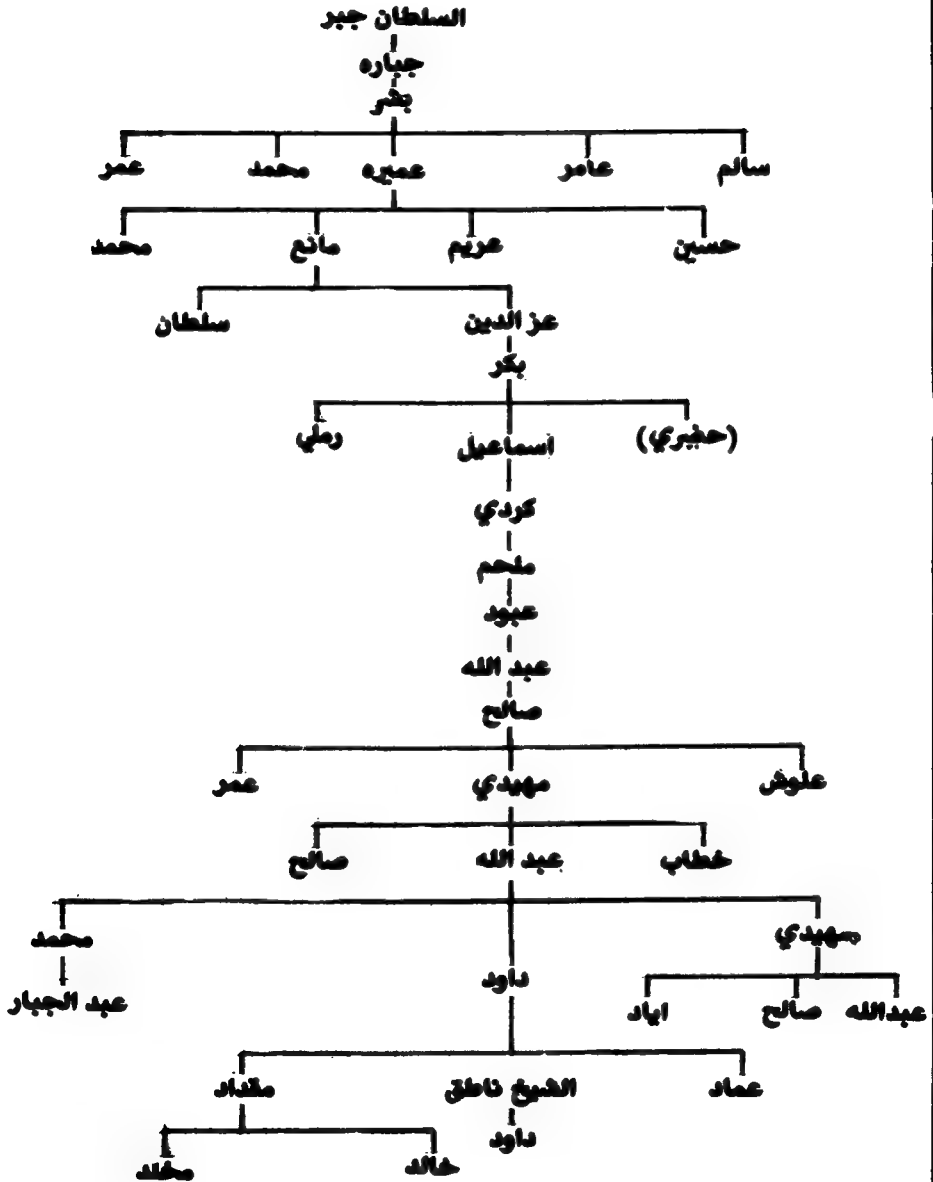 السلطان جبر
جباره
بشر
سالم عامر عميره محمد عمر
حسين عريم مانع محمد
عز الدين سلطان
بكر
(حضيري) اسماعيل رملي
كردي
ملحم
عبود
عبد الله
صالح
علوش مهيدي عمر
خطاب عبد الله صالح
مهيدي محمد
داود
عبدالله صالح اياد عبد الجبار
عماد الشيخ ناطق مقداد
داود
خالد مخلد